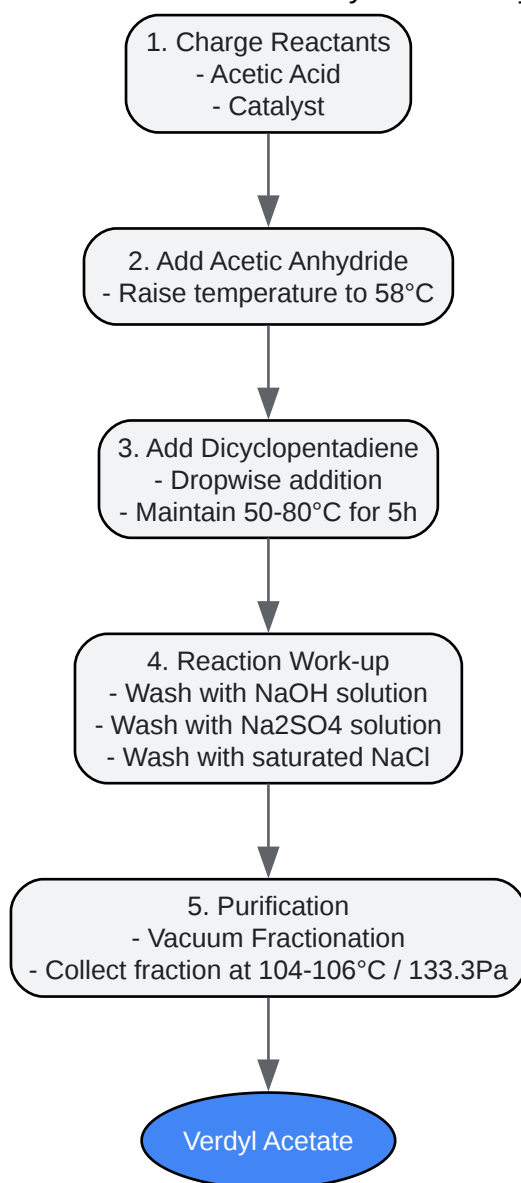 1. Charge Reactants
- Acetic Acid
- Catalyst
2. Add Acetic Anhydride
- Raise temperature to 58°C
3. Add Dicyclopentadiene
- Dropwise addition
- Maintain 50-80°C for 5h
4. Reaction Work-up
- Wash with NaOH solution
- Wash with Na2SO4 solution
- Wash with saturated NaCl
5. Purification
- Vacuum Fractionation
- Collect fraction at 104-106°C / 133.3Pa
Verdyl Acetate